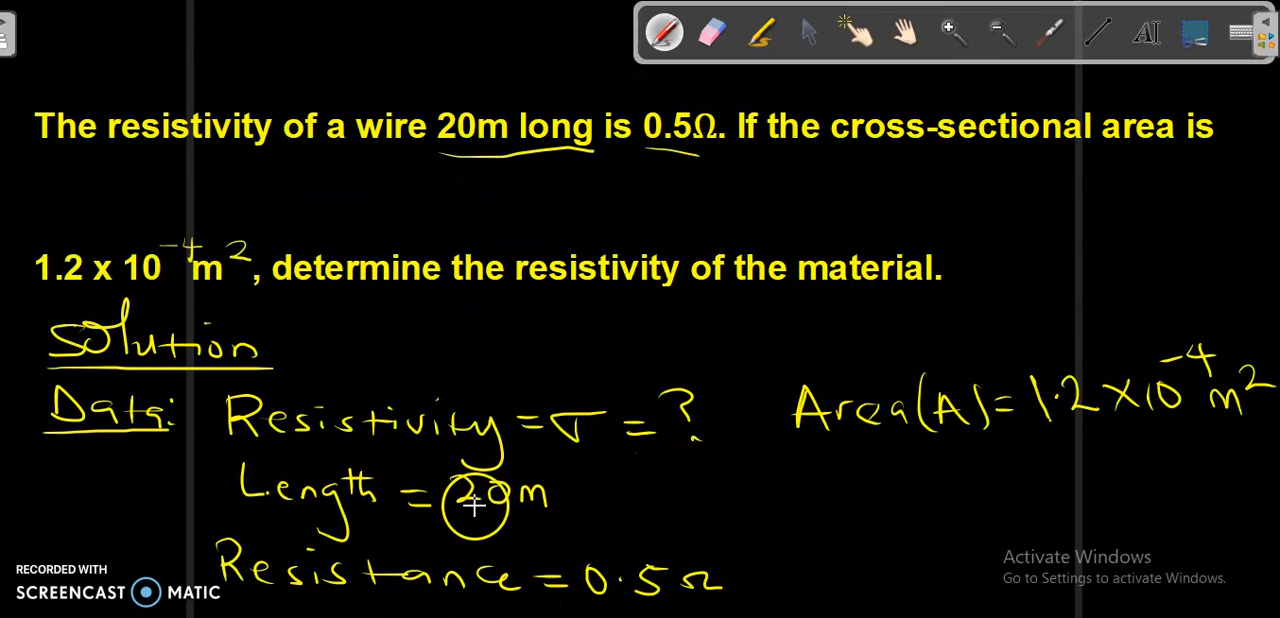 AI
The resistivity of a wire 20m long is 0.5Ω. If the cross-sectional area is
1.2 x 10⁻⁴m², determine the resistivity of the material.
Solution
Data: Resistivity = σ = ?
Area(A) = 1.2 X 10⁻⁴ m²
Length = 20m
Resistance = 0.5 Ω
Activate Windows
Go to Settings to activate Windows.
RECORDED WITH
SCREENCAST MATIC